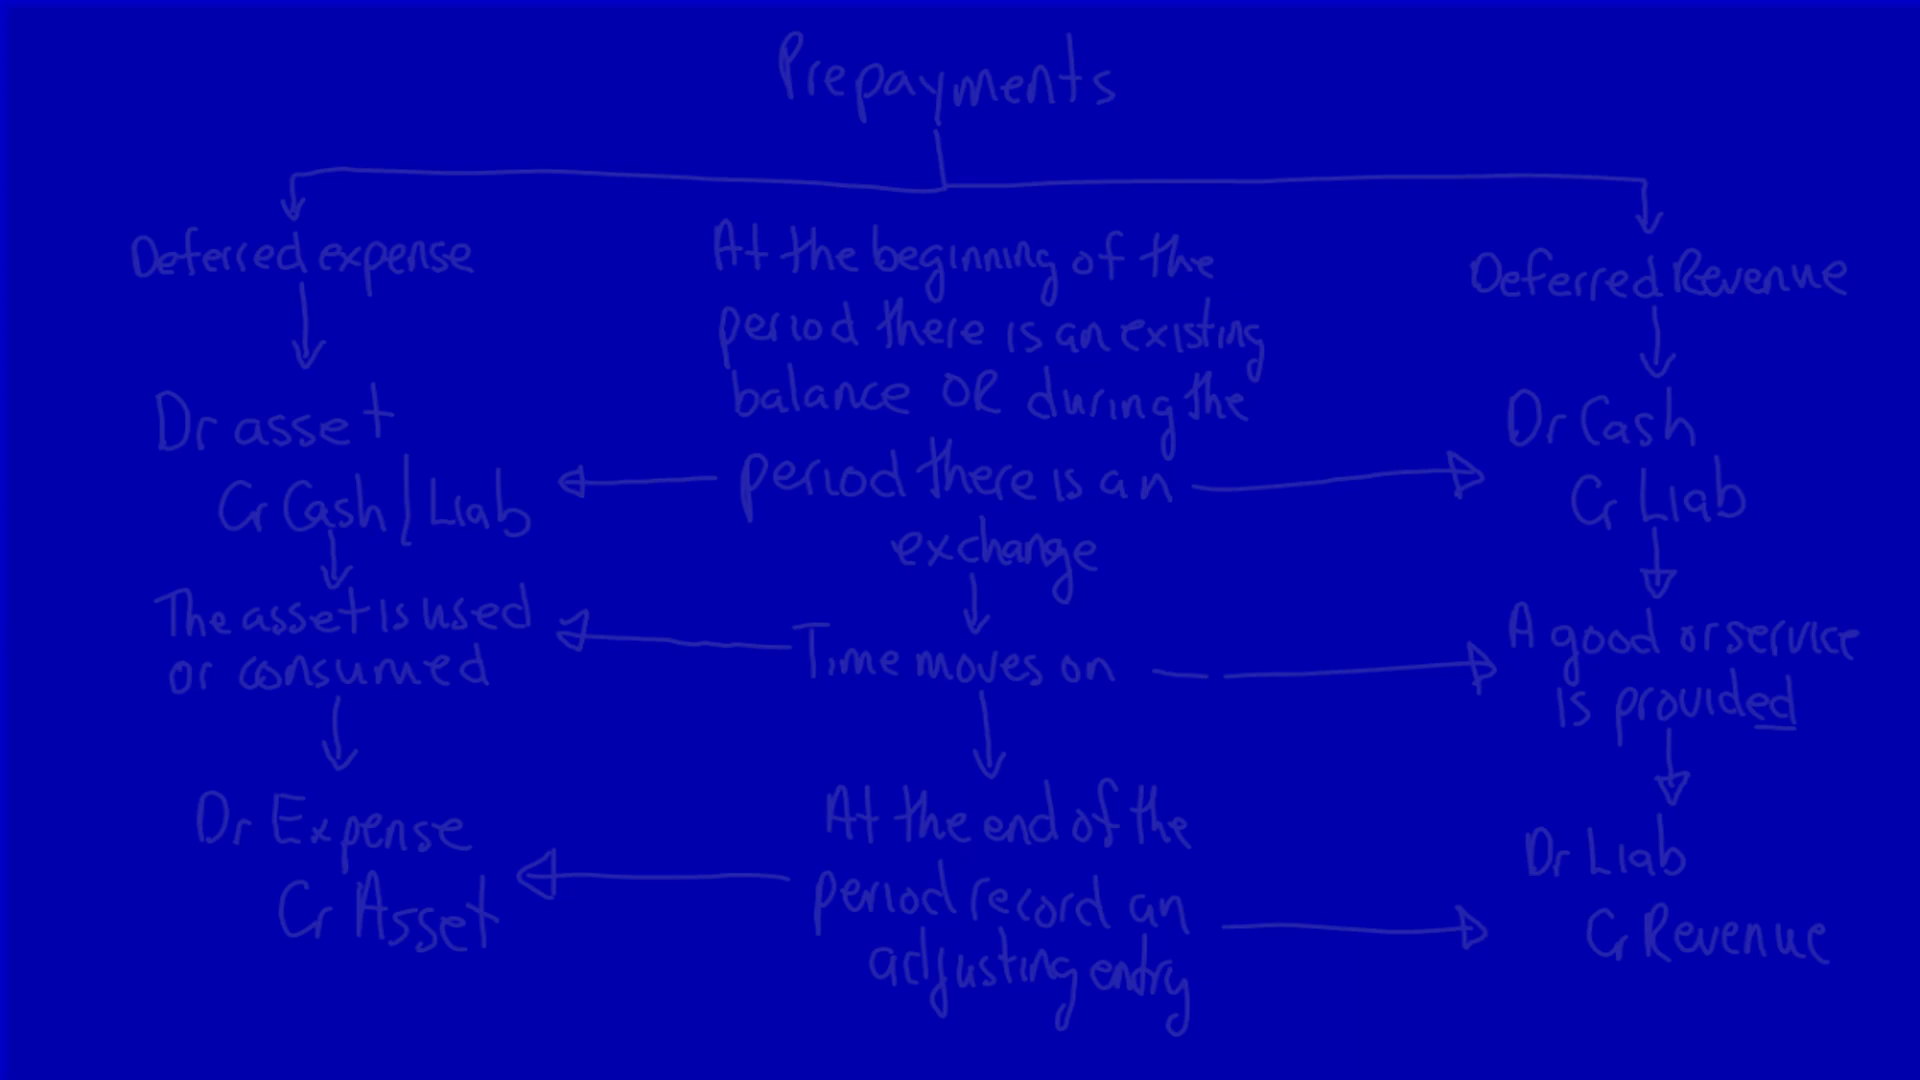 Prepayments
Deferred expense
Dr asset
Cr Cash/Liab
The asset is used
or consumed
Dr Expense
Cr Asset
At the beginning of the
period there is an existing
balance OR during the
period there is an
exchange
Time moves on
At the end of the
period record an
adjusting entry
Deferred Revenue
Dr Cash
Cr Liab
A good or service
is provided
Dr Liab
Cr Revenue